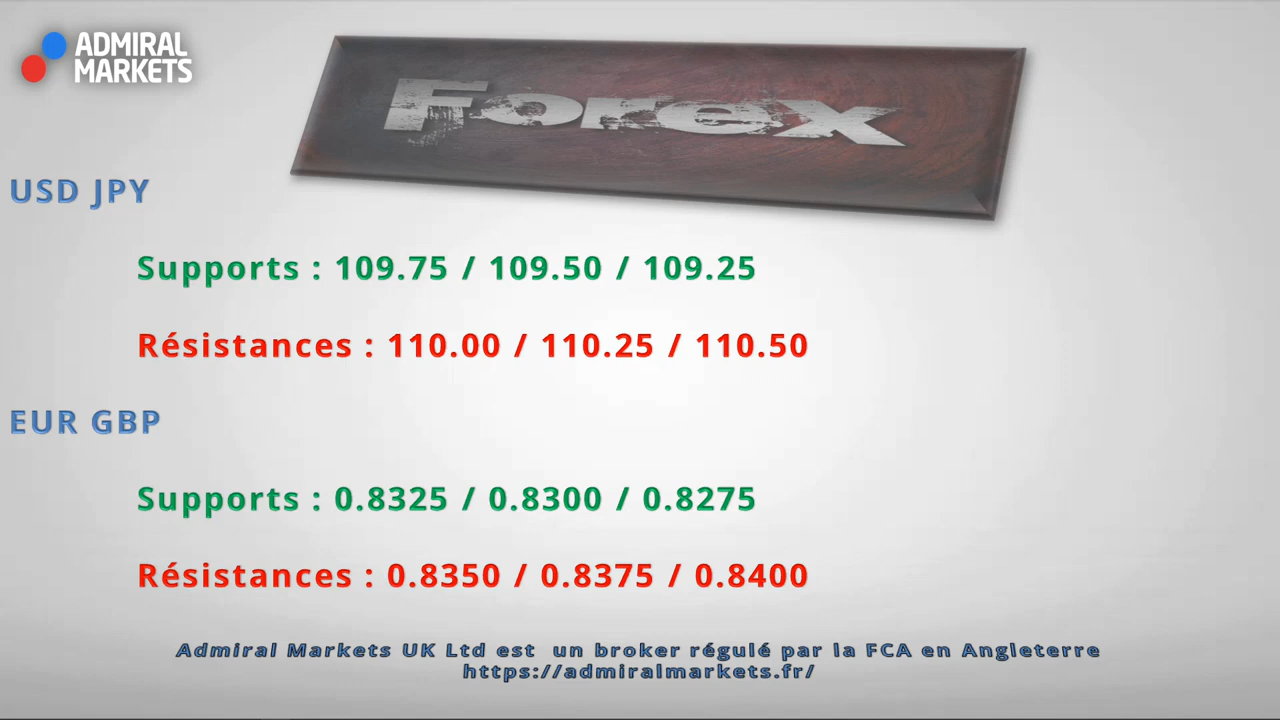 ADMIRAL
MARKETS
Forex
USD JPY
Supports : 109.75 / 109.50 / 109.25
Résistances : 110.00 / 110.25 / 110.50
EUR GBP
Supports : 0.8325 / 0.8300 / 0.8275
Résistances : 0.8350 / 0.8375 / 0.8400
Admiral Markets UK Ltd est un broker régulé par la FCA en Angleterre
https://admiralmarkets.fr/